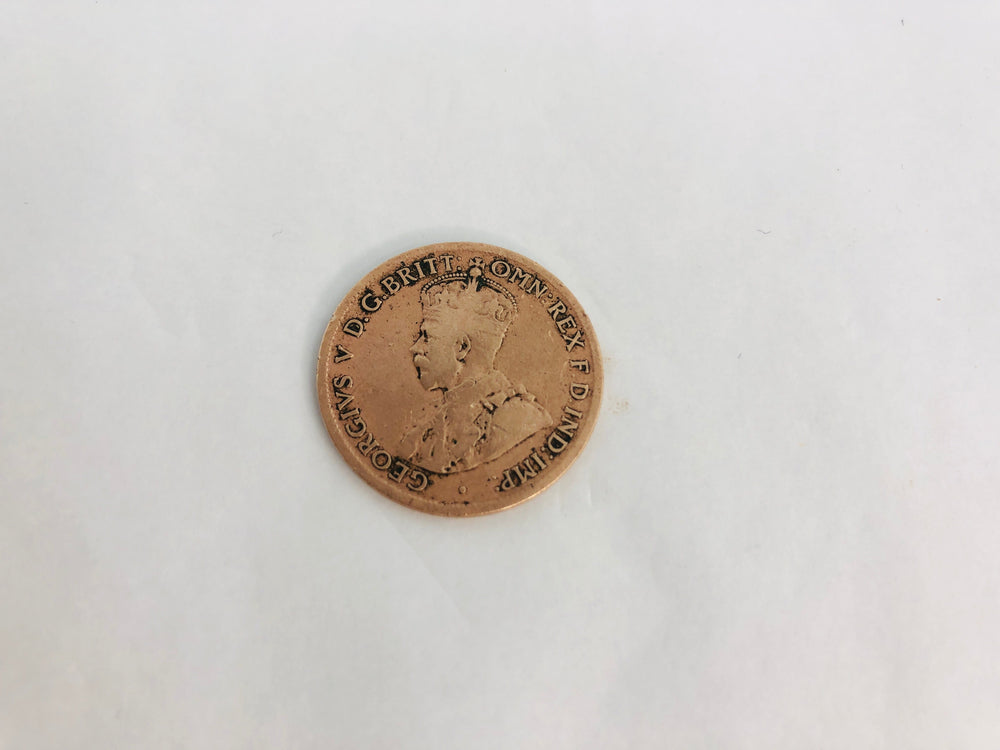 GEORGIVS V D.G.BRITT: OMN:REX F D IND:IMP: